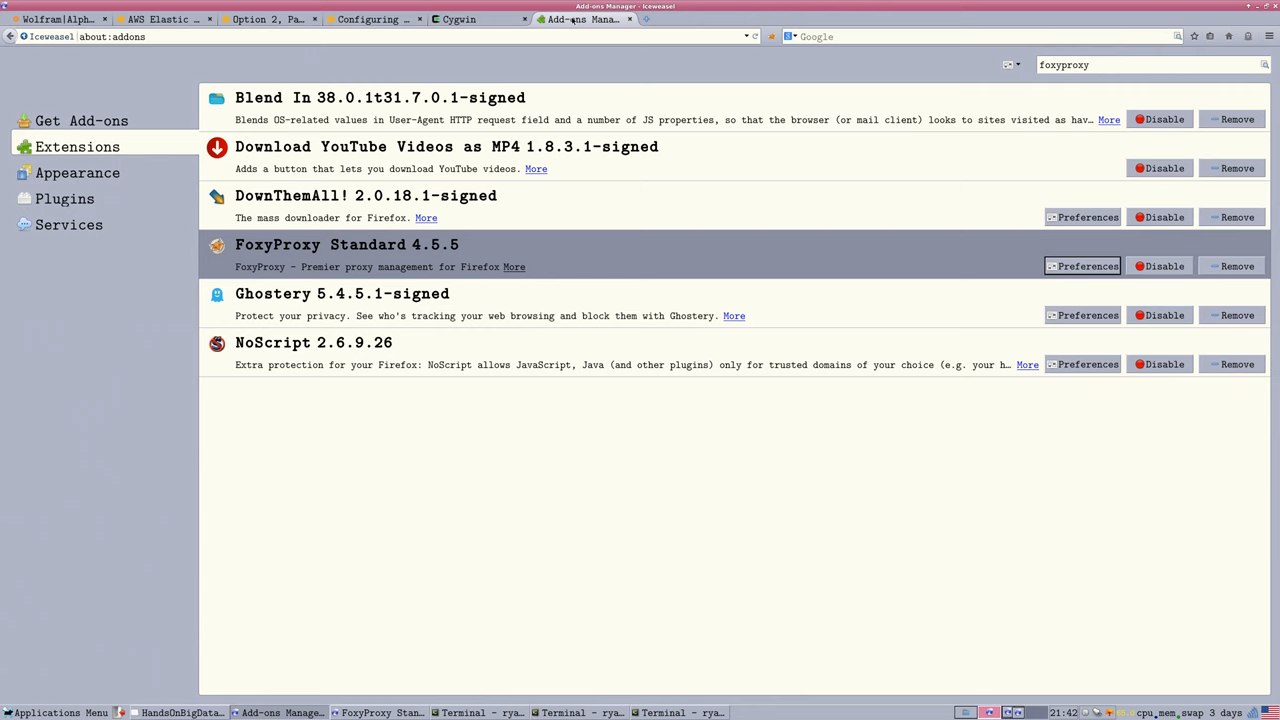 Add-ons Manager - Iceweasel
Wolfram|Alph... AWS Elastic ... Option 2, Pa... Configuring ... Cygwin Add-ons Mana...
Iceweasel about:addons
Google
foxyproxy
Get Add-ons
Extensions
Appearance
Plugins
Services
Blend In 38.0.1t31.7.0.1-signed
Blends OS-related values in User-Agent HTTP request field and a number of JS properties, so that the browser (or mail client) looks to sites visited as hav... More Disable Remove
Download YouTube Videos as MP4 1.8.3.1-signed
Adds a button that lets you download YouTube videos. More Disable Remove
DownThemAll! 2.0.18.1-signed
The mass downloader for Firefox. More Preferences Disable Remove
FoxyProxy Standard 4.5.5
FoxyProxy - Premier proxy management for Firefox More Preferences Disable Remove
Ghostery 5.4.5.1-signed
Protect your privacy. See who's tracking your web browsing and block them with Ghostery. More Preferences Disable Remove
NoScript 2.6.9.26
Extra protection for your Firefox: NoScript allows JavaScript, Java (and other plugins) only for trusted domains of your choice (e.g. your h... More Preferences Disable Remove
Applications Menu HandsOnBigData... Add-ons Manage... FoxyProxy Stan... Terminal - rya... Terminal - rya... Terminal - rya... 21:42 cpu mem swap 3 days